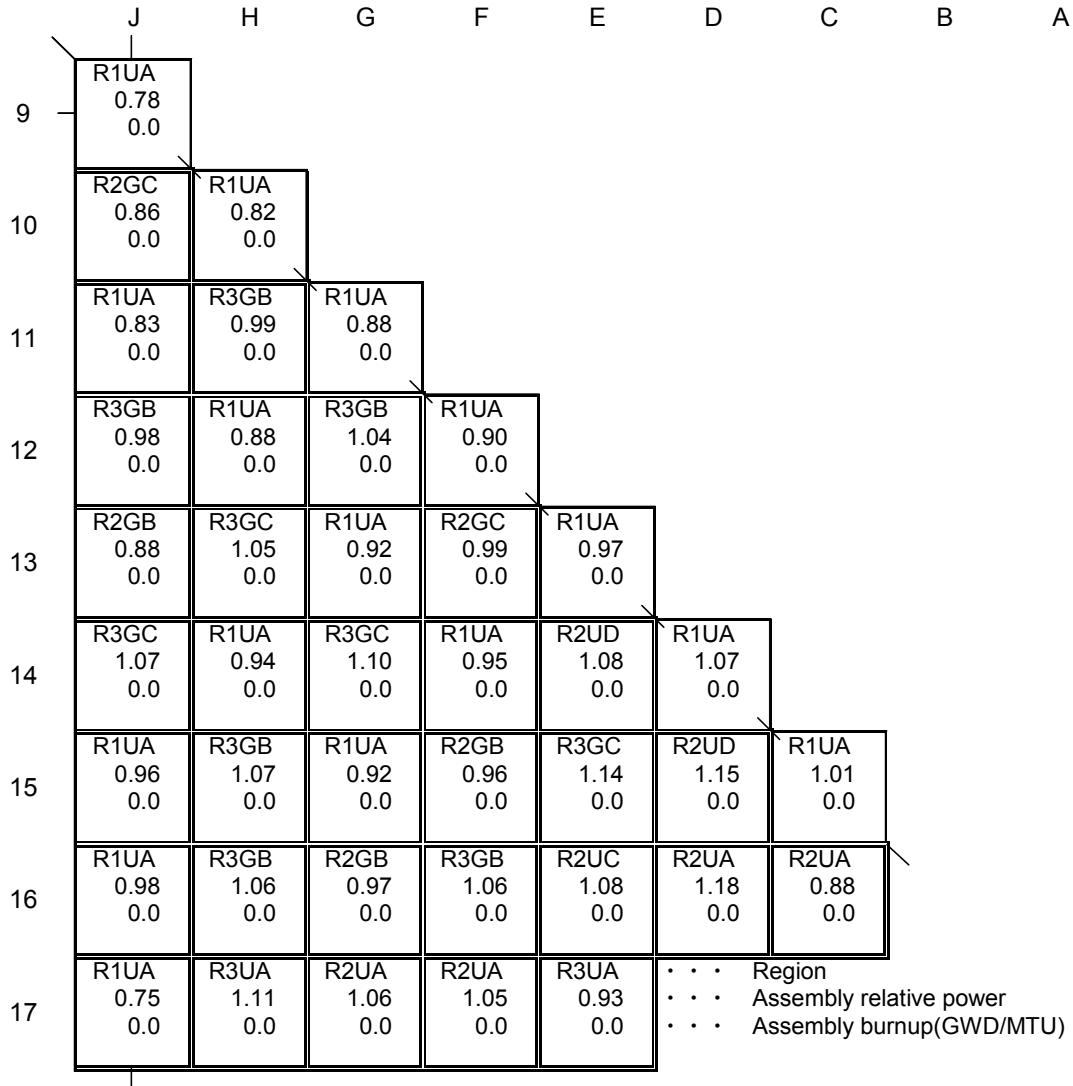 J H G F E D C B A
R1UA
0.78
9
0.0
R2GC R1UA
0.86 0.82
10
0.0 0.0
R1UA R3GB R1UA
0.83 0.99 0.88
11
0.0 0.0 0.0
R3GB R1UA R3GB R1UA
0.98 0.88 1.04 0.90
12
0.0 0.0 0.0 0.0
R2GB R3GC R1UA R2GC R1UA
0.88 1.05 0.92 0.99 0.97
13
0.0 0.0 0.0 0.0 0.0
R3GC R1UA R3GC R1UA R2UD R1UA
1.07 0.94 1.10 0.95 1.08 1.07
14
0.0 0.0 0.0 0.0 0.0 0.0
R1UA R3GB R1UA R2GB R3GC R2UD R1UA
0.96 1.07 0.92 0.96 1.14 1.15 1.01
15
0.0 0.0 0.0 0.0 0.0 0.0 0.0
R1UA R3GB R2GB R3GB R2UC R2UA R2UA
0.98 1.06 0.97 1.06 1.08 1.18 0.88
16
0.0 0.0 0.0 0.0 0.0 0.0 0.0
R1UA R3UA R2UA R2UA R3UA ・・・ Region
0.75 1.11 1.06 1.05 0.93 ・・・ Assembly relative power
17
0.0 0.0 0.0 0.0 0.0 ・・・ Assembly burnup(GWD/MTU)